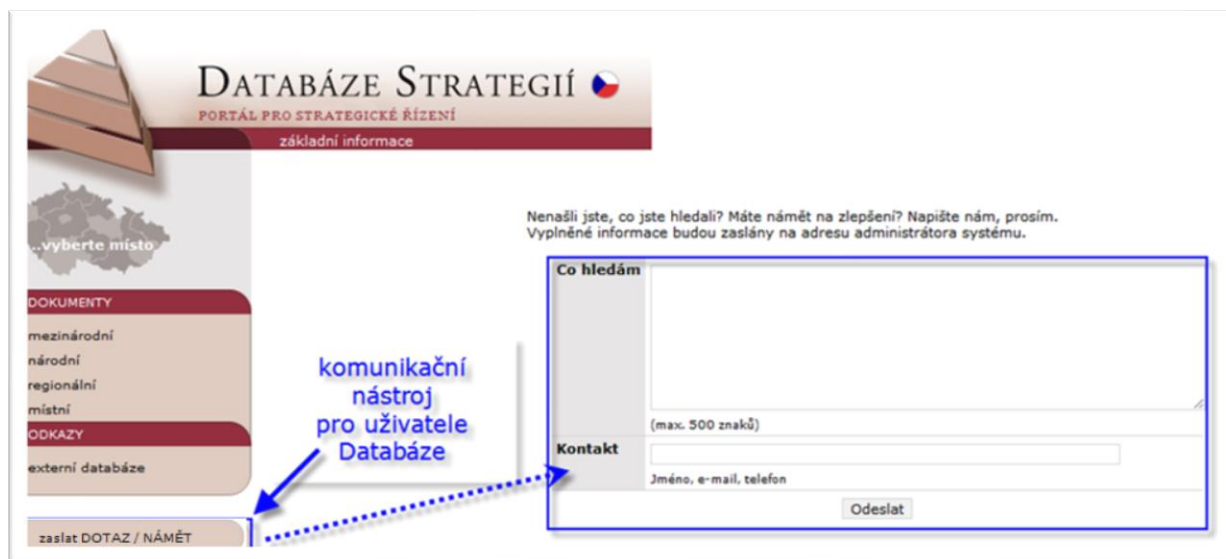 DATABÁZE STRATEGIÍ
PORTÁL PRO STRATEGICKÉ ŘÍZENÍ
základní informace
...vyberte místo
DOKUMENTY
mezinárodní
národní
regionální
místní
ODKAZY
externí databáze
zaslat DOTAZ / NÁMĚT
komunikační
nástroj
pro uživatele
Databáze
Nenašli jste, co jste hledali? Máte námět na zlepšení? Napište nám, prosím.
Vyplněné informace budou zaslány na adresu administrátora systému.
Co hledám
(max. 500 znaků)
Kontakt
Jméno, e-mail, telefon
Odeslat